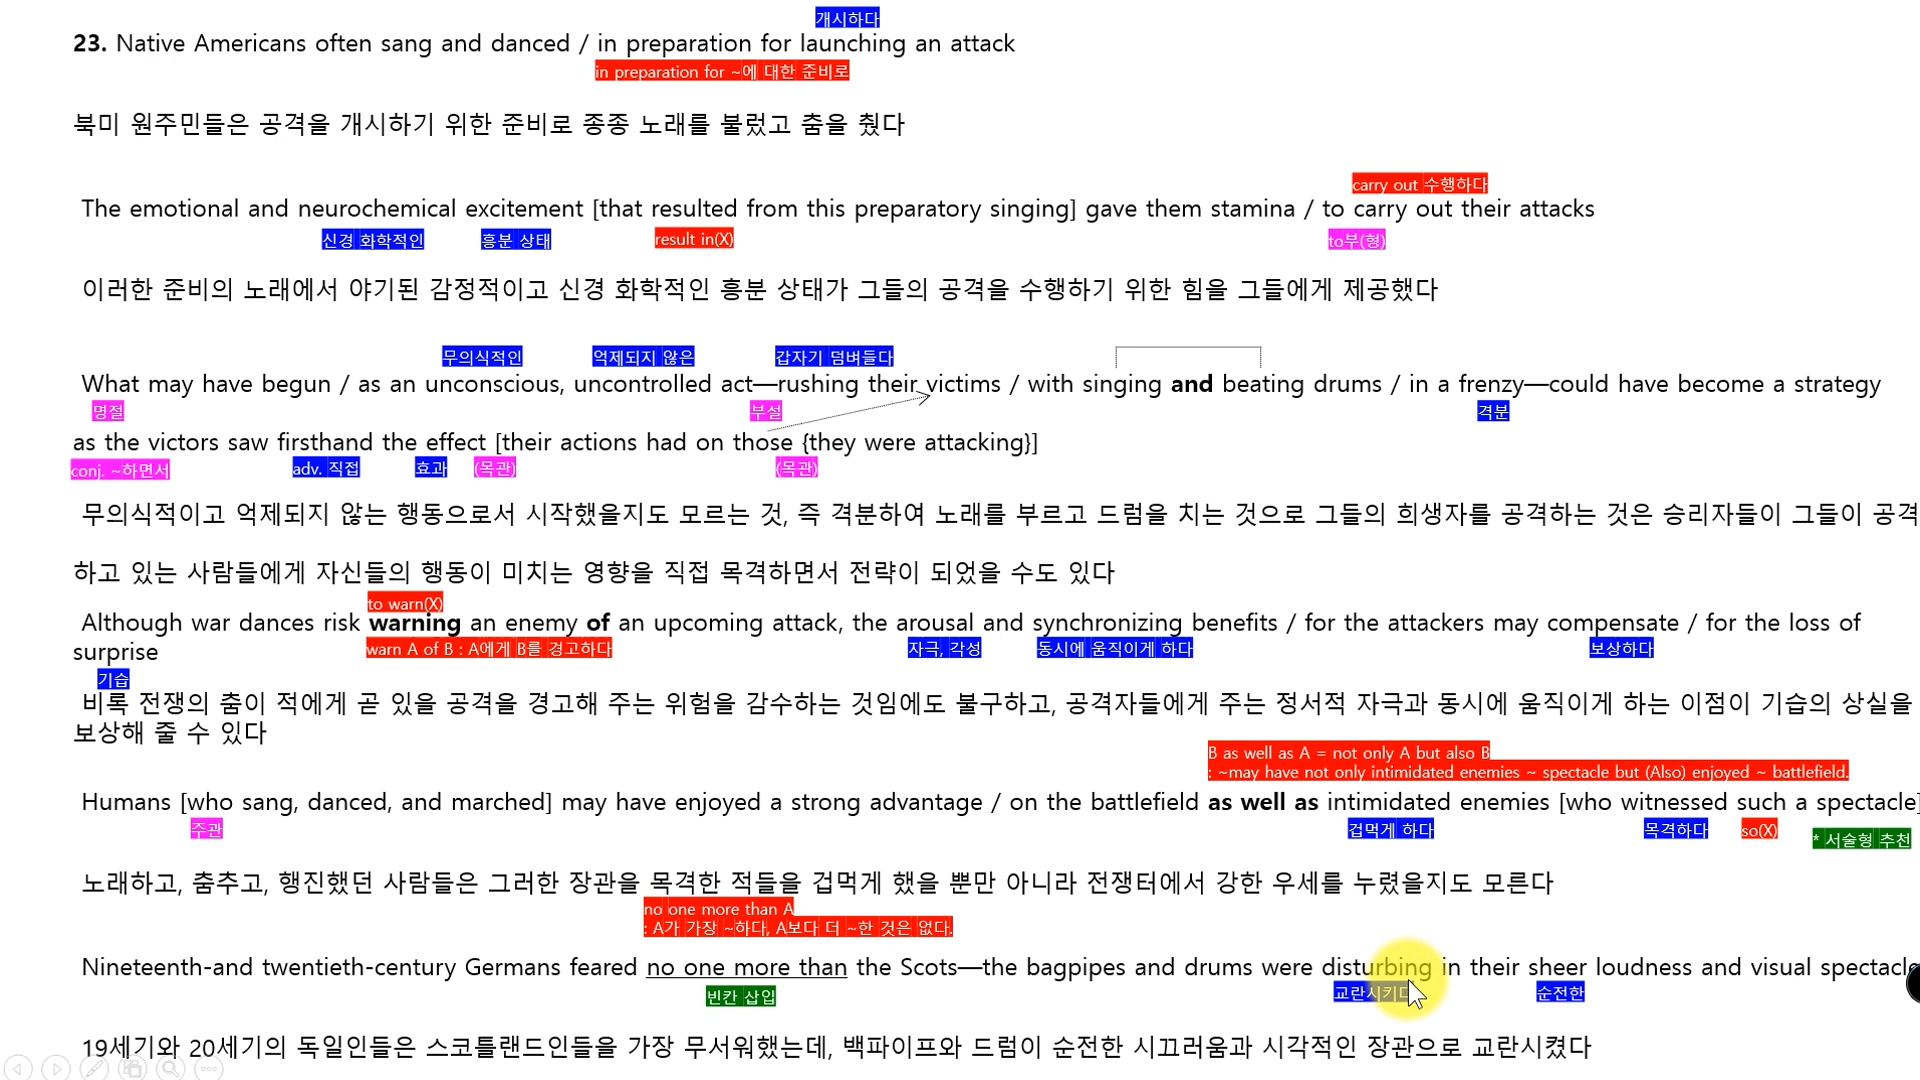 개시하다
23. Native Americans often sang and danced / in preparation for launching an attack
in preparation for ~에 대한 준비로
북미 원주민들은 공격을 개시하기 위한 준비로 종종 노래를 불렀고 춤을 췄다
carry out 수행하다
The emotional and neurochemical excitement [that resulted from this preparatory singing] gave them stamina / to carry out their attacks
신경 화학적인 흥분 상태 result in(X) to부(형)
이러한 준비의 노래에서 야기된 감정적이고 신경 화학적인 흥분 상태가 그들의 공격을 수행하기 위한 힘을 그들에게 제공했다
무의식적인 억제되지 않은 갑자기 덤벼들다
What may have begun / as an unconscious, uncontrolled act—rushing their victims / with singing and beating drums / in a frenzy—could have become a strategy
명절 부설 격분
as the victors saw firsthand the effect [their actions had on those {they were attacking}]
conj. ~하면서 adv. 직접 효과 (목관) (목관)
무의식적이고 억제되지 않는 행동으로서 시작했을지도 모르는 것, 즉 격분하여 노래를 부르고 드럼을 치는 것으로 그들의 희생자를 공격하는 것은 승리자들이 그들이 공격
하고 있는 사람들에게 자신들의 행동이 미치는 영향을 직접 목격하면서 전략이 되었을 수도 있다
to warn(X)
Although war dances risk warning an enemy of an upcoming attack, the arousal and synchronizing benefits / for the attackers may compensate / for the loss of
surprise warn A of B : A에게 B를 경고하다 자극, 각성 동시에 움직이게 하다 보상하다
기습
비록 전쟁의 춤이 적에게 곧 있을 공격을 경고해 주는 위험을 감수하는 것임에도 불구하고, 공격자들에게 주는 정서적 자극과 동시에 움직이게 하는 이점이 기습의 상실을
보상해 줄 수 있다
B as well as A = not only A but also B
: ~may have not only intimidated enemies ~ spectacle but (Also) enjoyed ~ battlefield.
Humans [who sang, danced, and marched] may have enjoyed a strong advantage / on the battlefield as well as intimidated enemies [who witnessed such a spectacle]
주관 겁먹게 하다 목격하다 so(X) * 서술형 추천
노래하고, 춤추고, 행진했던 사람들은 그러한 장관을 목격한 적들을 겁먹게 했을 뿐만 아니라 전쟁터에서 강한 우세를 누렸을지도 모른다
no one more than A
: A가 가장 ~하다, A보다 더 ~한 것은 없다.
Nineteenth-and twentieth-century Germans feared no one more than the Scots—the bagpipes and drums were disturbing in their sheer loudness and visual spectacle
빈칸 삽입 교란시키다 순전한
19세기와 20세기의 독일인들은 스코틀랜드인들을 가장 무서워했는데, 백파이프와 드럼이 순전한 시끄러움과 시각적인 장관으로 교란시켰다